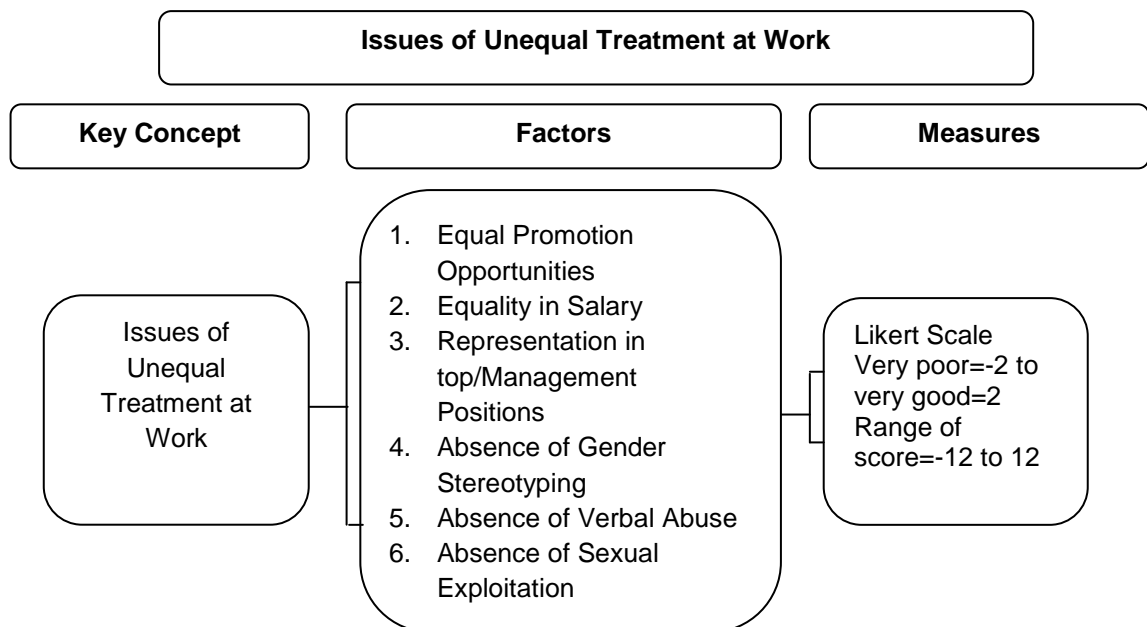 Issues of Unequal Treatment at Work
Key Concept
Factors
Measures
Issues of
Unequal
Treatment at
Work
1. Equal Promotion
Opportunities
2. Equality in Salary
3. Representation in
top/Management
Positions
4. Absence of Gender
Stereotyping
5. Absence of Verbal Abuse
6. Absence of Sexual
Exploitation
Likert Scale
Very poor=-2 to
very good=2
Range of
score=-12 to 12